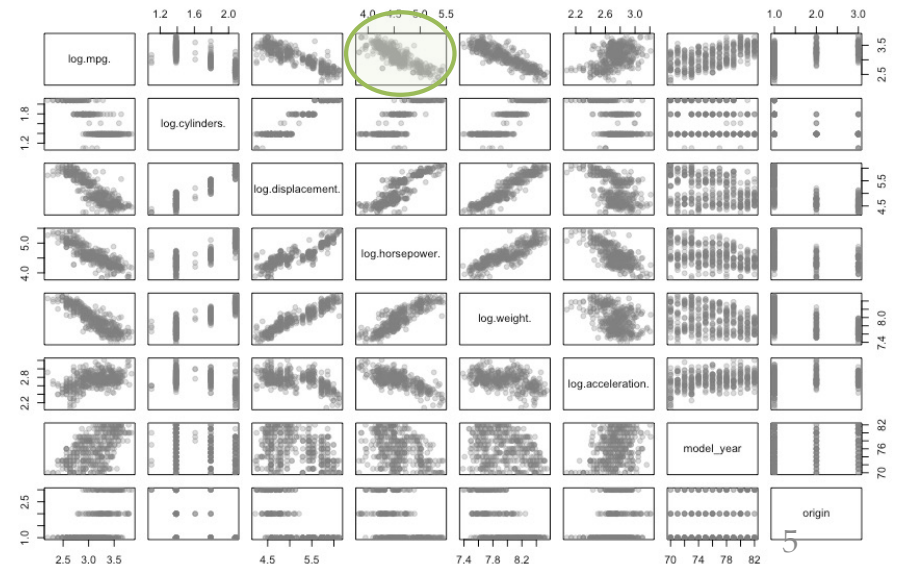 1.2 1.6 2.0 4.0 4.5 5.0 5.5 2.2 2.6 3.0 1.0 2.0 3.0
log.mpg. 2.5 3.5
1.2 1.8 log.cylinders.
log.displacement. 4.5 5.5
4.0 5.0 log.horsepower.
log.weight. 7.4 8.0
2.2 2.8 log.acceleration.
model_year 70 76 82
1.0 2.5 origin
5
2.5 3.0 3.5 4.5 5.5 7.4 7.8 8.2 70 74 78 82